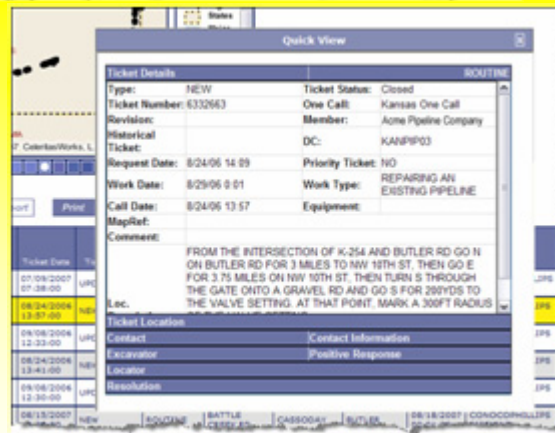 States
Quick View
Ticket Details ROUTINE
Type: NEW Ticket Status: Closed
Ticket Number: 6332663 One Call: Kansas One Call
Revision: Member: Acme Pipeline Company
Historical Ticket: DC: KANPIP03
Request Date: 8/24/06 14:09 Priority Ticket: NO
Work Date: 8/29/06 0:01 Work Type: REPAIRING AN EXISTING PIPELINE
Call Date: 8/24/06 13:57 Equipment:
MapRef:
Comment:
FROM THE INTERSECTION OF K-254 AND BUTLER RD GO N
ON BUTLER RD FOR 3 MILES TO NW 10TH ST, THEN GO E
FOR 3.75 MILES ON NW 10TH ST, THEN TURN S THROUGH
THE GATE ONTO A GRAVEL RD AND GO S FOR 200YDS TO
Loc. THE VALVE SETTING. AT THAT POINT, MARK A 300FT RADIUS
Ticket Location
Contact Contact Information
Excavator Positive Response
Locator
Resolution
CeleritasWorks, L
Print
Ticket Date
07/09/2007
07:38:00
08/24/2006
13:57:00
09/08/2006
12:33:00
08/24/2006
13:41:00
09/08/2006
12:30:00
08/15/2007 NEW ROUTINE BATTLE CASSODAY BUTLER 08/18/2007 CONOCOPHILLIPS